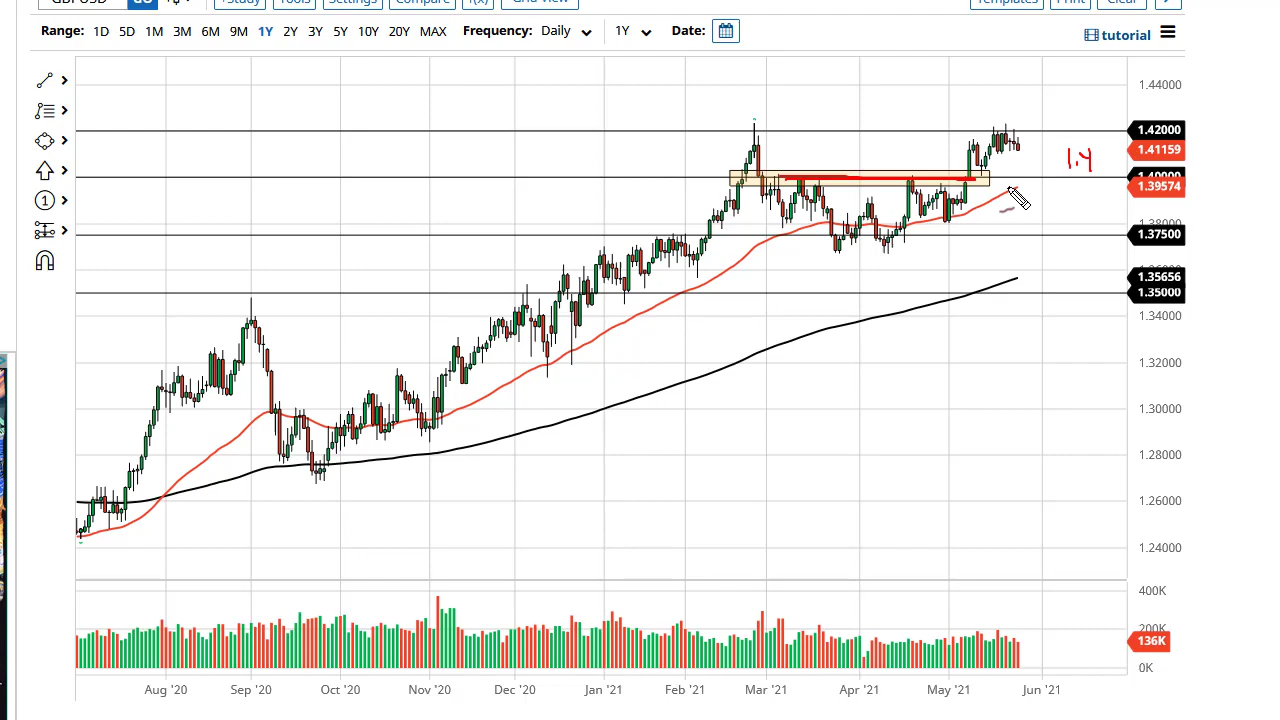 GBPUSD GO +Study Tools Settings Compare f(x) Grid View Templates Print Clear
Range: 1D 5D 1M 3M 6M 9M 1Y 2Y 3Y 5Y 10Y 20Y MAX Frequency: Daily 1Y Date: tutorial
1.44000
1.42000
1.41159
1.4
1.40000
1.39574
1.38000
1.37500
1.35656
1.35000
1.34000
1.32000
1.30000
1.28000
1.26000
1.24000
400K
200K
136K
0K
Aug '20 Sep '20 Oct '20 Nov '20 Dec '20 Jan '21 Feb '21 Mar '21 Apr '21 May '21 Jun '21